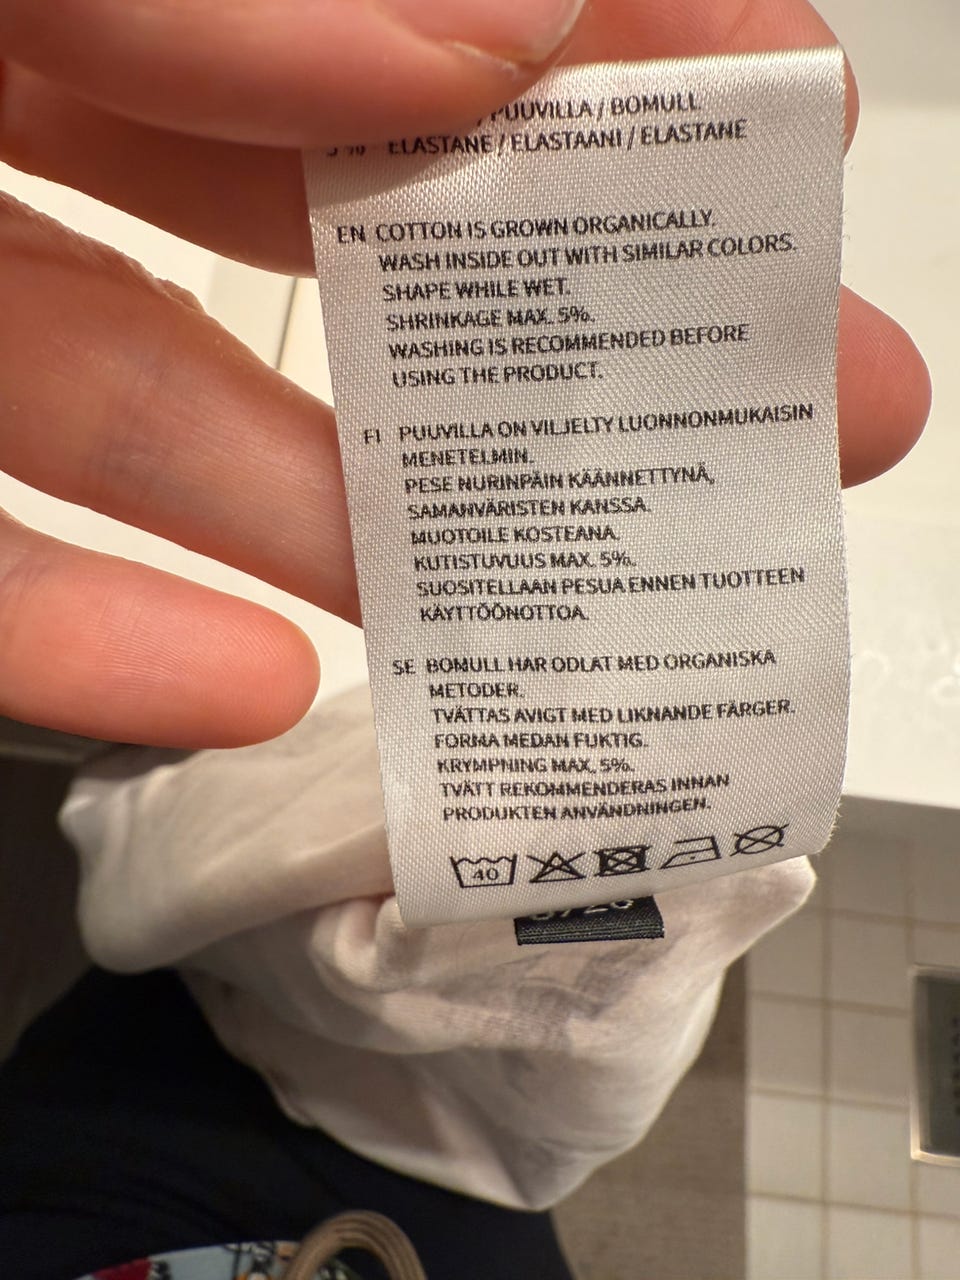 / PUUVILLA / BOMULL
ELASTANE / ELASTAANI / ELASTANE
EN COTTON IS GROWN ORGANICALLY.
WASH INSIDE OUT WITH SIMILAR COLORS.
SHAPE WHILE WET.
SHRINKAGE MAX. 5%.
WASHING IS RECOMMENDED BEFORE
USING THE PRODUCT.
FI PUUVILLA ON VILJELTY LUONNONMUKAISIN
MENETELMIN.
PESE NURINPÄIN KÄÄNNETTYNÄ,
SAMANVÄRISTEN KANSSA.
MUOTOILE KOSTEANA.
KUTISTUVUUS MAX. 5%.
SUOSITELLAAN PESUA ENNEN TUOTTEEN
KÄYTTÖÖNOTTOA.
SE BOMULL HAR ODLAT MED ORGANISKA
METODER.
TVÄTTAS AVIGT MED LIKNANDE FÄRGER.
FORMA MEDAN FUKTIG.
KRYMPNING MAX. 5%.
TVÄTT REKOMMENDERAS INNAN
PRODUKTEN ANVÄNDNINGEN.
40